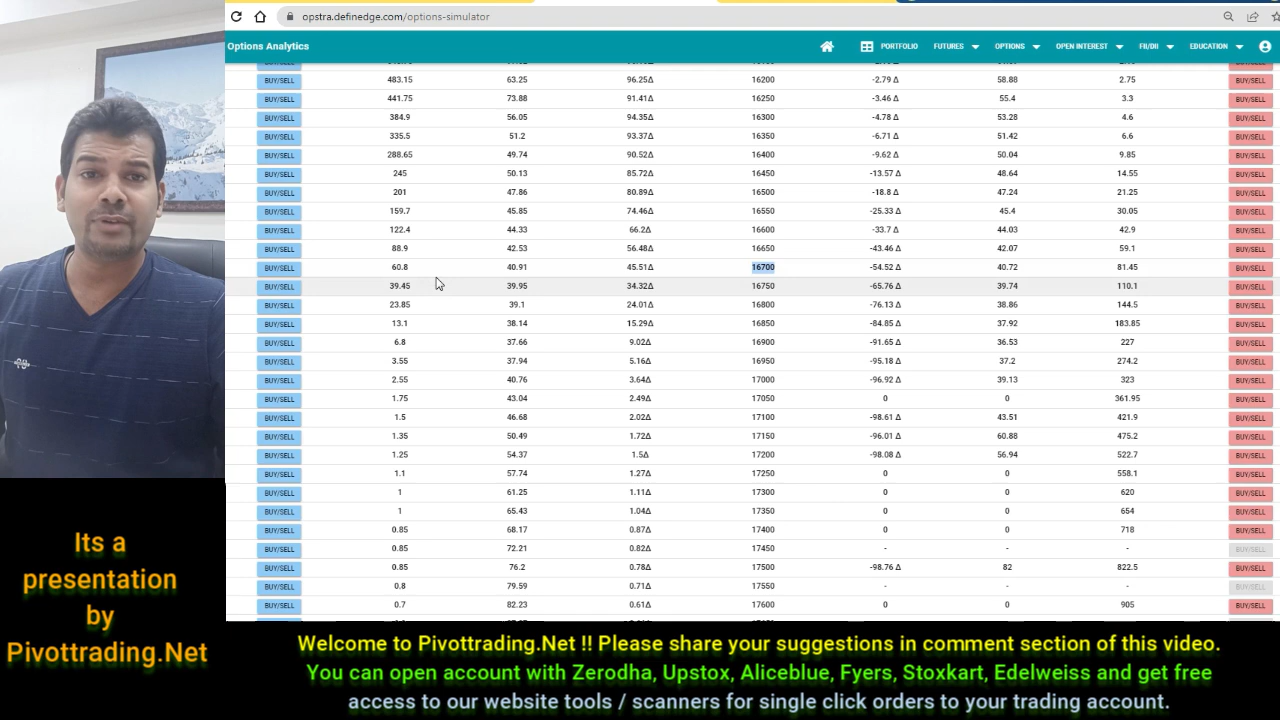 opstra.definedge.com/options-simulator
Options Analytics PORTFOLIO FUTURES OPTIONS OPEN INTEREST FII/DII EDUCATION
BUY/SELL 483.15 63.25 96.25Δ 16200 -2.79 Δ 58.88 2.75 BUY/SELL
BUY/SELL 441.75 73.88 91.41Δ 16250 -3.46 Δ 55.4 3.3 BUY/SELL
BUY/SELL 384.9 56.05 94.35Δ 16300 -4.78 Δ 53.28 4.6 BUY/SELL
BUY/SELL 335.5 51.2 93.37Δ 16350 -6.71 Δ 51.42 6.6 BUY/SELL
BUY/SELL 288.65 49.74 90.52Δ 16400 -9.62 Δ 50.04 9.85 BUY/SELL
BUY/SELL 245 50.13 85.72Δ 16450 -13.57 Δ 48.64 14.55 BUY/SELL
BUY/SELL 201 47.86 80.89Δ 16500 -18.8 Δ 47.24 21.25 BUY/SELL
BUY/SELL 159.7 45.85 74.46Δ 16550 -25.33 Δ 45.4 30.05 BUY/SELL
BUY/SELL 122.4 44.33 66.2Δ 16600 -33.7 Δ 44.03 42.9 BUY/SELL
BUY/SELL 88.9 42.53 56.48Δ 16650 -43.46 Δ 42.07 59.1 BUY/SELL
BUY/SELL 60.8 40.91 45.51Δ 16700 -54.52 Δ 40.72 81.45 BUY/SELL
BUY/SELL 39.45 39.95 34.32Δ 16750 -65.76 Δ 39.74 110.1 BUY/SELL
BUY/SELL 23.85 39.1 24.01Δ 16800 -76.13 Δ 38.86 144.5 BUY/SELL
BUY/SELL 13.1 38.14 15.29Δ 16850 -84.85 Δ 37.92 183.85 BUY/SELL
BUY/SELL 6.8 37.66 9.02Δ 16900 -91.65 Δ 36.53 227 BUY/SELL
BUY/SELL 3.55 37.94 5.16Δ 16950 -95.18 Δ 37.2 274.2 BUY/SELL
BUY/SELL 2.55 40.76 3.64Δ 17000 -96.92 Δ 39.13 323 BUY/SELL
BUY/SELL 1.75 43.04 2.49Δ 17050 0 0 361.95 BUY/SELL
BUY/SELL 1.5 46.68 2.02Δ 17100 -98.61 Δ 43.51 421.9 BUY/SELL
BUY/SELL 1.35 50.49 1.72Δ 17150 -96.01 Δ 60.88 475.2 BUY/SELL
BUY/SELL 1.25 54.37 1.5Δ 17200 -98.08 Δ 56.94 522.7 BUY/SELL
BUY/SELL 1.1 57.74 1.27Δ 17250 0 0 558.1 BUY/SELL
BUY/SELL 1 61.25 1.11Δ 17300 0 0 620 BUY/SELL
BUY/SELL 1 65.43 1.04Δ 17350 0 0 654 BUY/SELL
BUY/SELL 0.85 68.17 0.87Δ 17400 0 0 718 BUY/SELL
BUY/SELL 0.85 72.21 0.82Δ 17450 - - - BUY/SELL
BUY/SELL 0.85 76.2 0.78Δ 17500 -98.76 Δ 82 822.5 BUY/SELL
BUY/SELL 0.8 79.59 0.71Δ 17550 - - - BUY/SELL
BUY/SELL 0.7 82.23 0.61Δ 17600 0 0 905 BUY/SELL
Its a
presentation
by
Pivottrading.Net
Welcome to Pivottrading.Net !! Please share your suggestions in comment section of this video.
You can open account with Zerodha, Upstox, Aliceblue, Fyers, Stoxkart, Edelweiss and get free
access to our website tools / scanners for single click orders to your trading account.